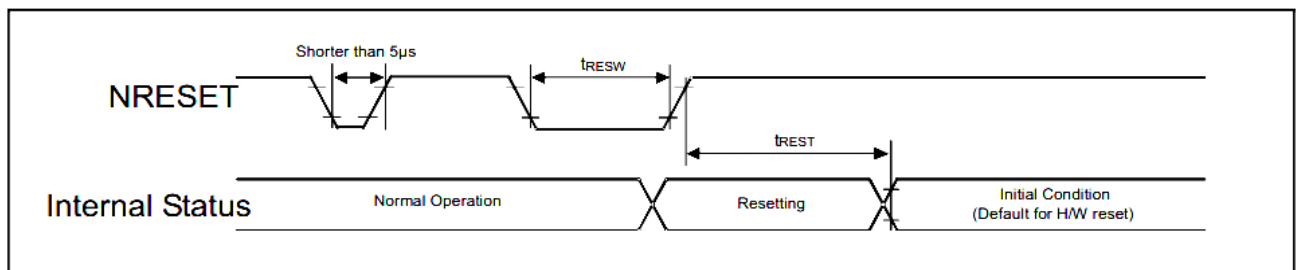 Shorter than 5µs
tRESW
NRESET
tREST
Internal Status
Normal Operation
Resetting
Initial Condition
(Default for H/W reset)